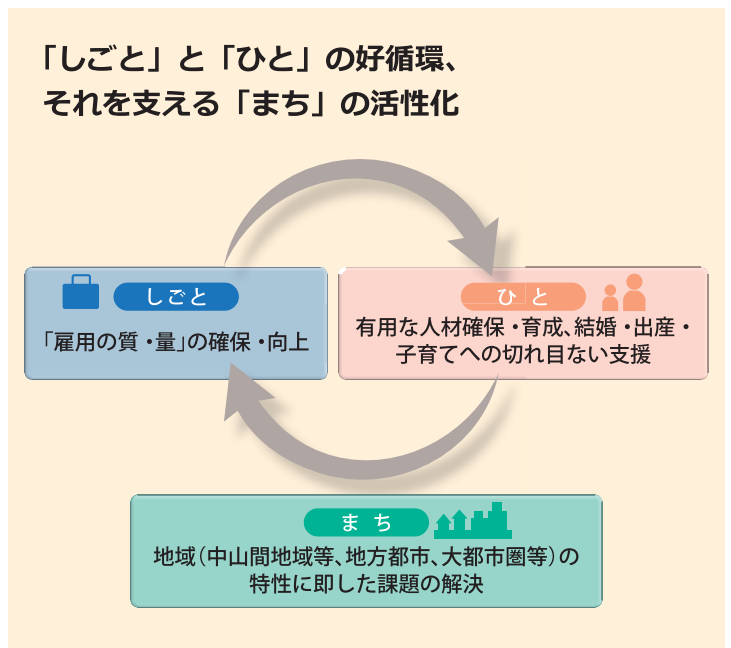 「しごと」と「ひと」の好循環、
それを支える「まち」の活性化
しごと
「雇用の質・量」の確保・向上
ひと
有用な人材確保・育成、結婚・出産・
子育てへの切れ目ない支援
まち
地域（中山間地域等、地方都市、大都市圏等）の
特性に即した課題の解決